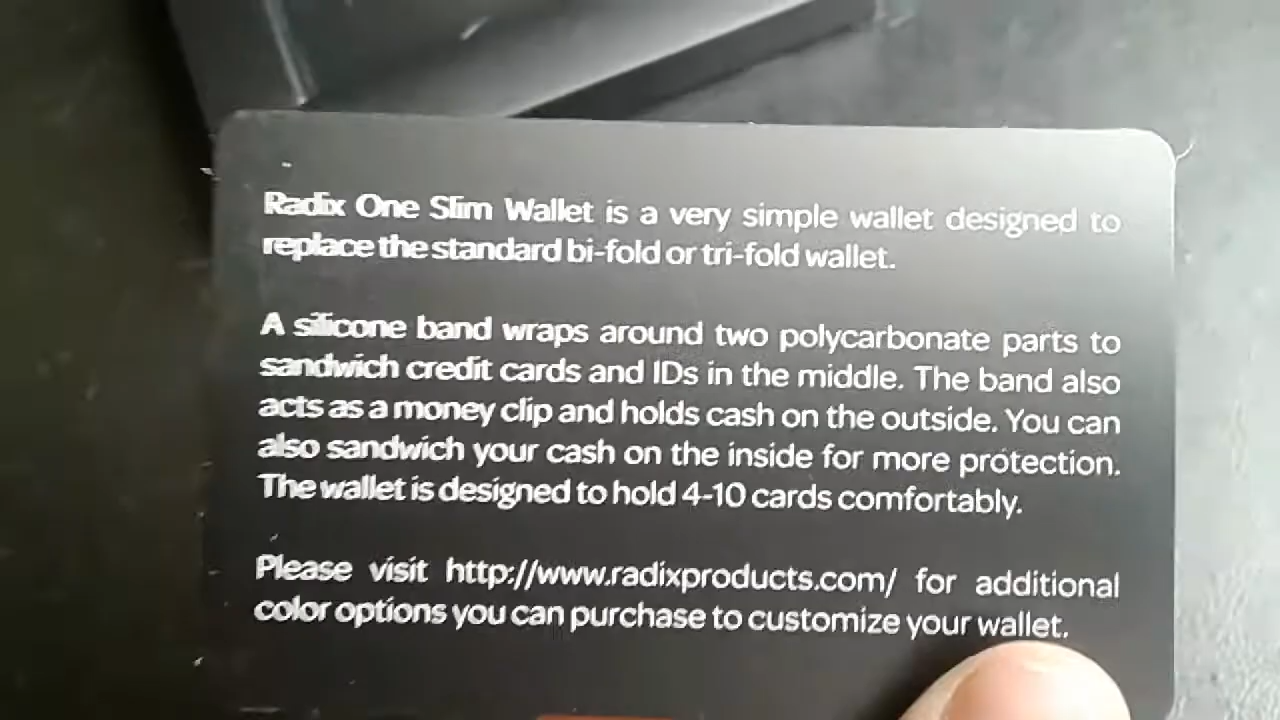 Radix One Slim Wallet is a very simple wallet designed to
replace the standard bi-fold or tri-fold wallet.
A silicone band wraps around two polycarbonate parts to
sandwich credit cards and IDs in the middle. The band also
acts as a money clip and holds cash on the outside. You can
also sandwich your cash on the inside for more protection.
The wallet is designed to hold 4-10 cards comfortably.
Please visit http://www.radixproducts.com/ for additional
color options you can purchase to customize your wallet.